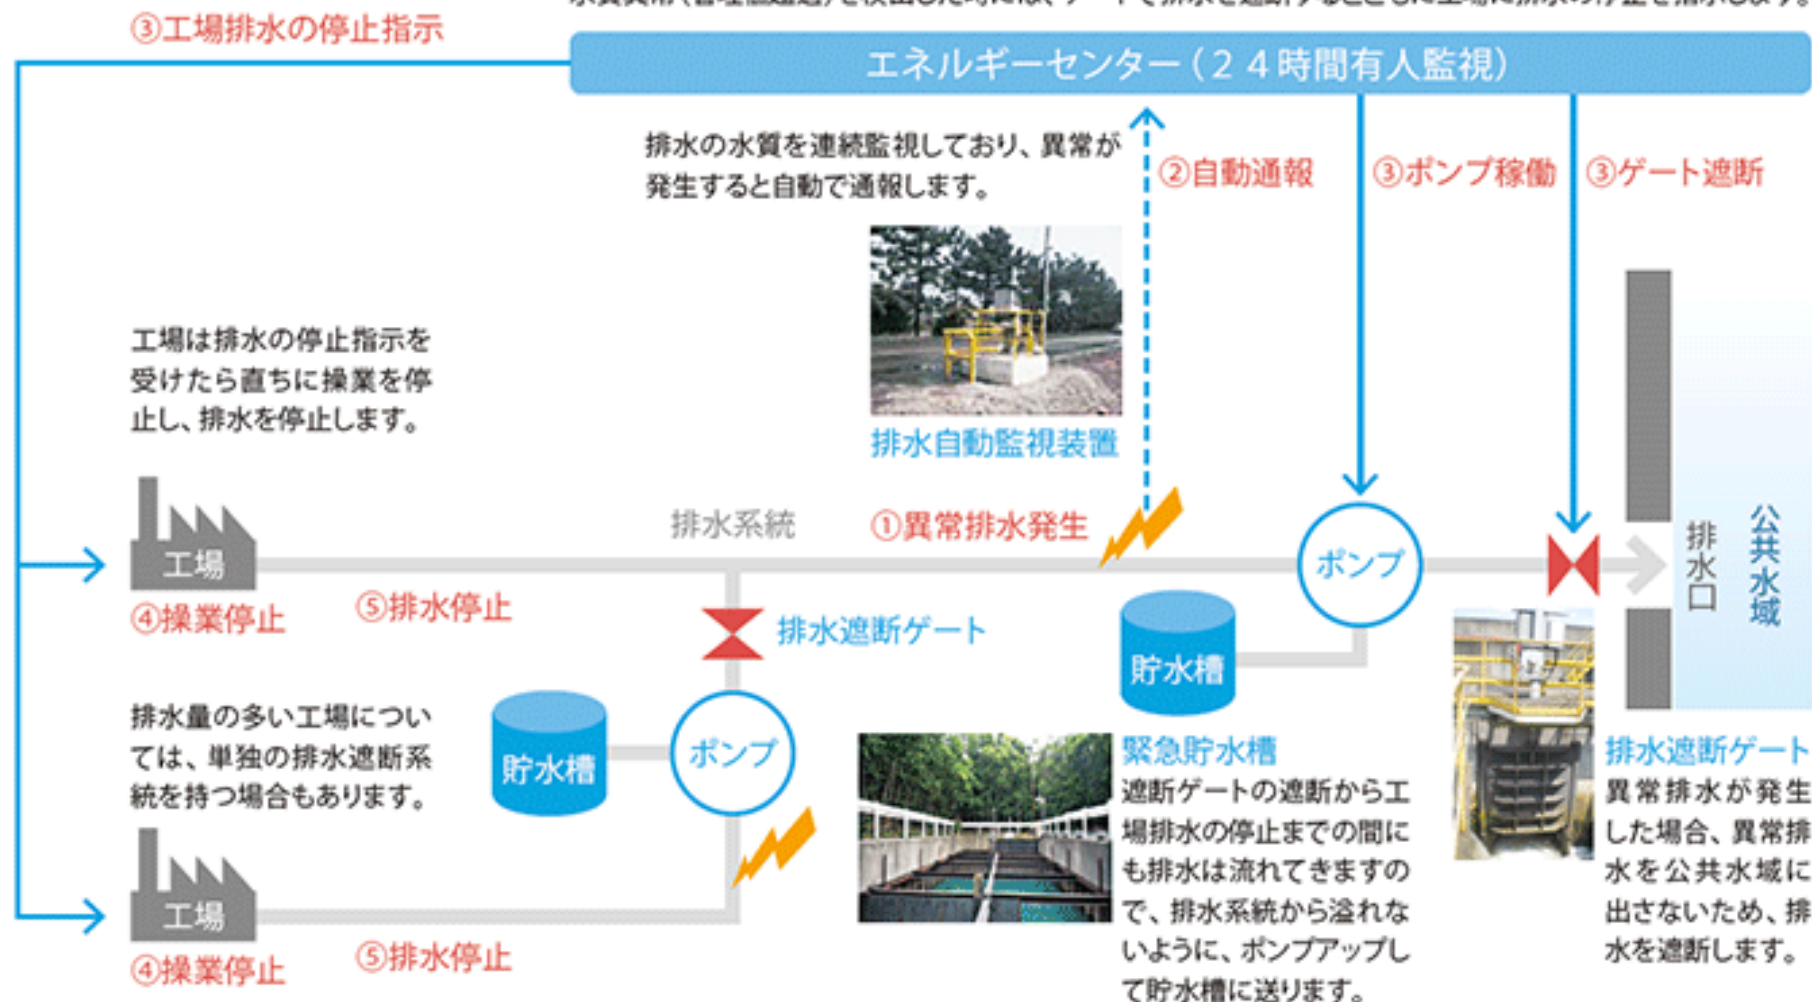 ③工場排水の停止指示
エネルギーセンター（２４時間有人監視）
排水の水質を連続監視しており、異常が
発生すると自動で通報します。
②自動通報
③ポンプ稼働
③ゲート遮断
排水自動監視装置
工場は排水の停止指示を
受けたら直ちに操業を停
止し、排水を停止します。
排水系統
①異常排水発生
工場
ポンプ
排水口
公共水域
④操業停止
⑤排水停止
排水遮断ゲート
貯水槽
排水量の多い工場につい
ては、単独の排水遮断系
統を持つ場合もあります。
貯水槽
ポンプ
緊急貯水槽
遮断ゲートの遮断から工
場排水の停止までの間に
も排水は流れてきますの
で、排水系統から溢れな
いように、ポンプアップし
て貯水槽に送ります。
排水遮断ゲート
異常排水が発生
した場合、異常排
水を公共水域に
出さないため、排
水を遮断します。
工場
④操業停止
⑤排水停止